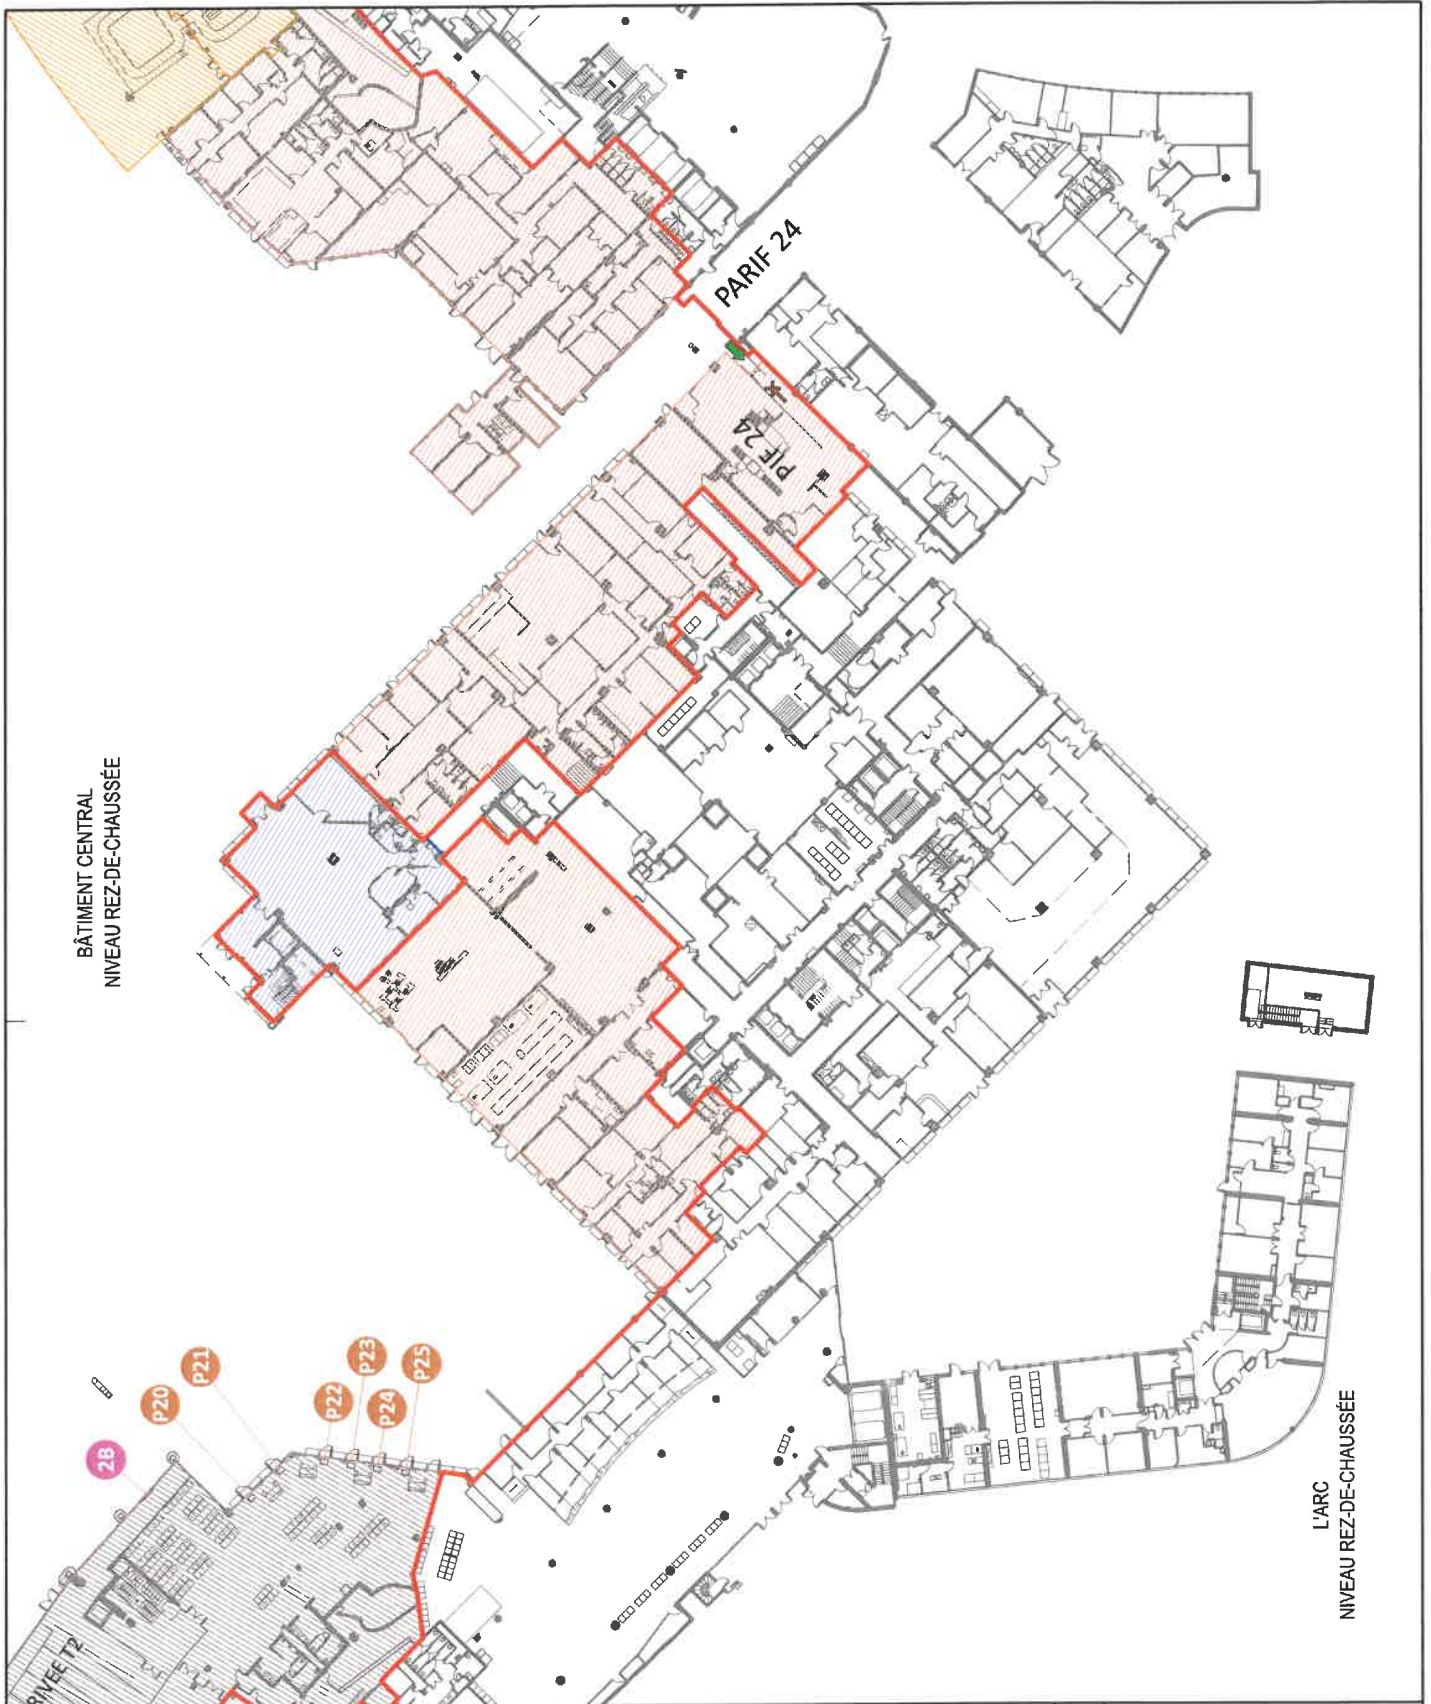 BÂTIMENT CENTRAL
NIVEAU REZ-DE-CHAUSSÉE
PARIF 24
PIF 24
2B
P20
P21
P22
P23
P24
P25
T2
L'ARC
NIVEAU REZ-DE-CHAUSSÉE